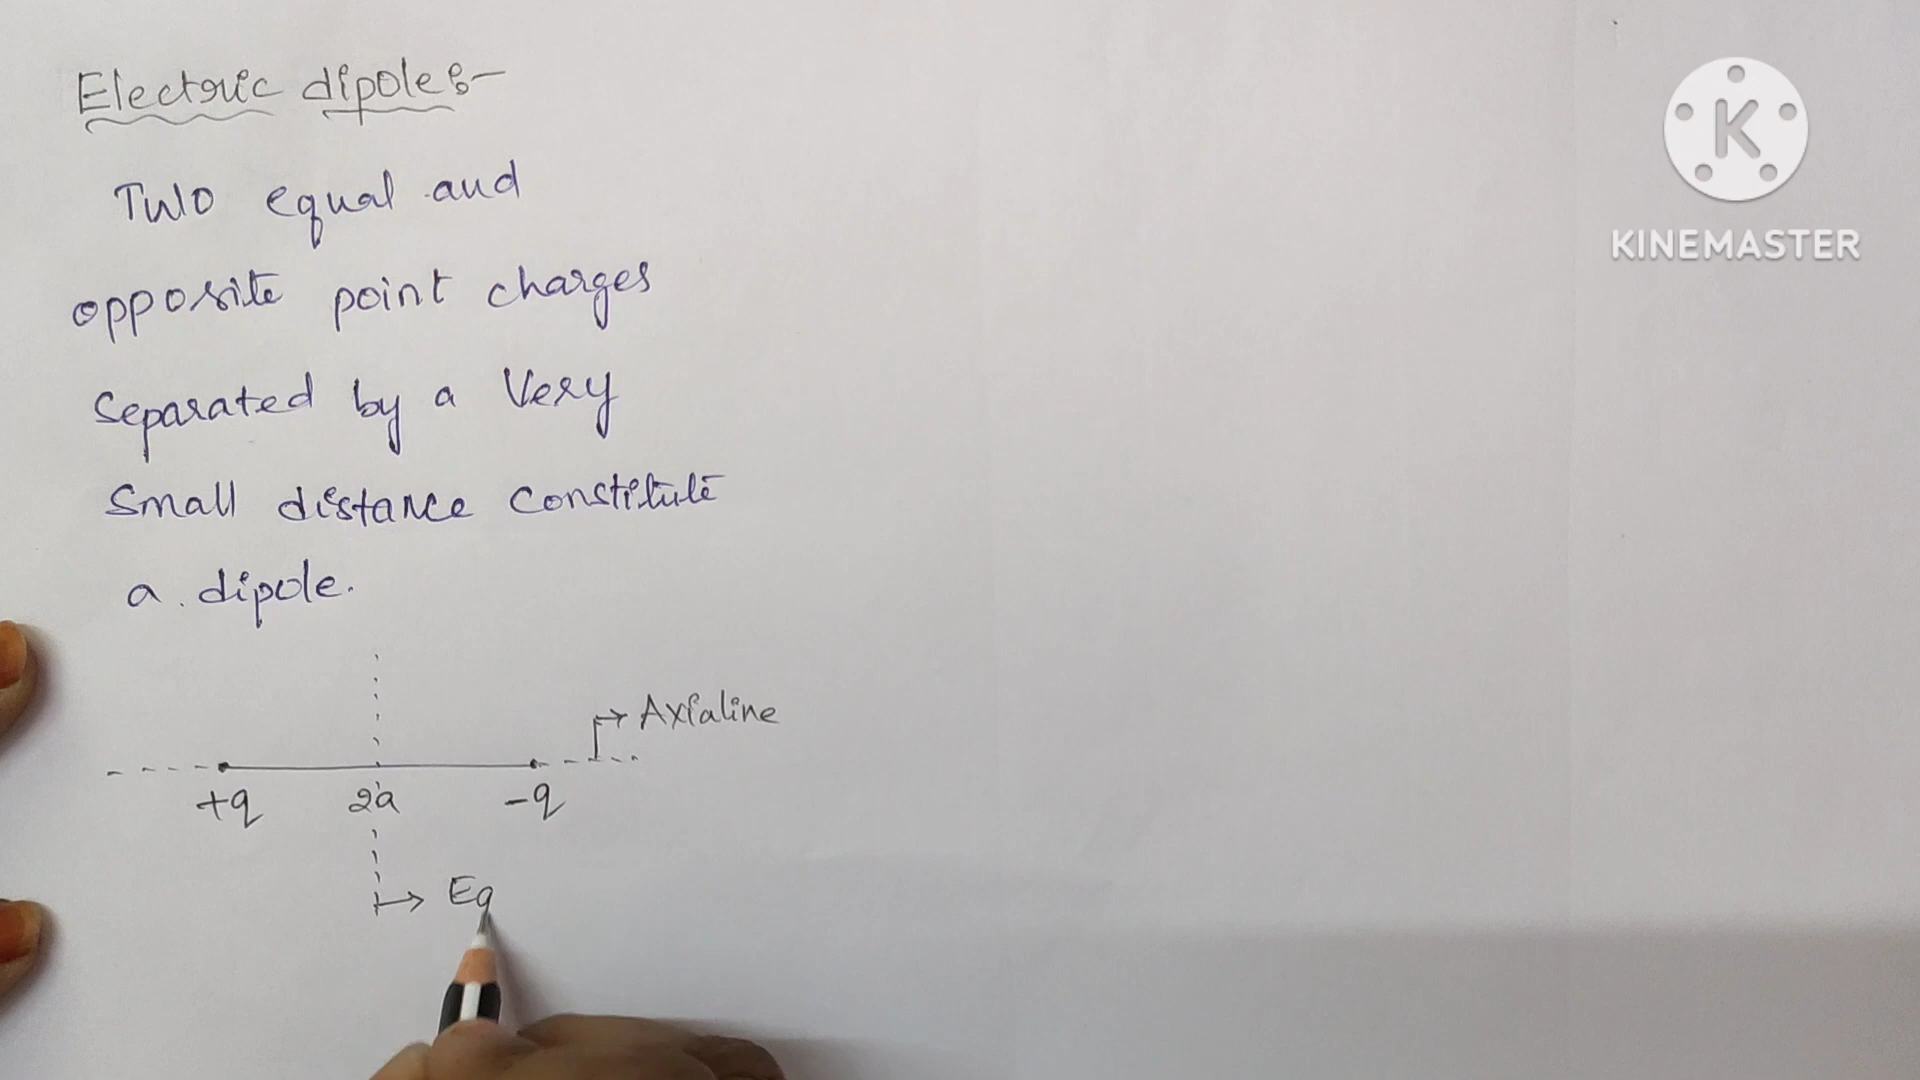 Electric dipole:-
Two equal and
opposite point charges
Separated by a Very
Small distance constitute
a dipole.
→ Axialine
+q 2a -q
→ Eq
K
KINEMASTER